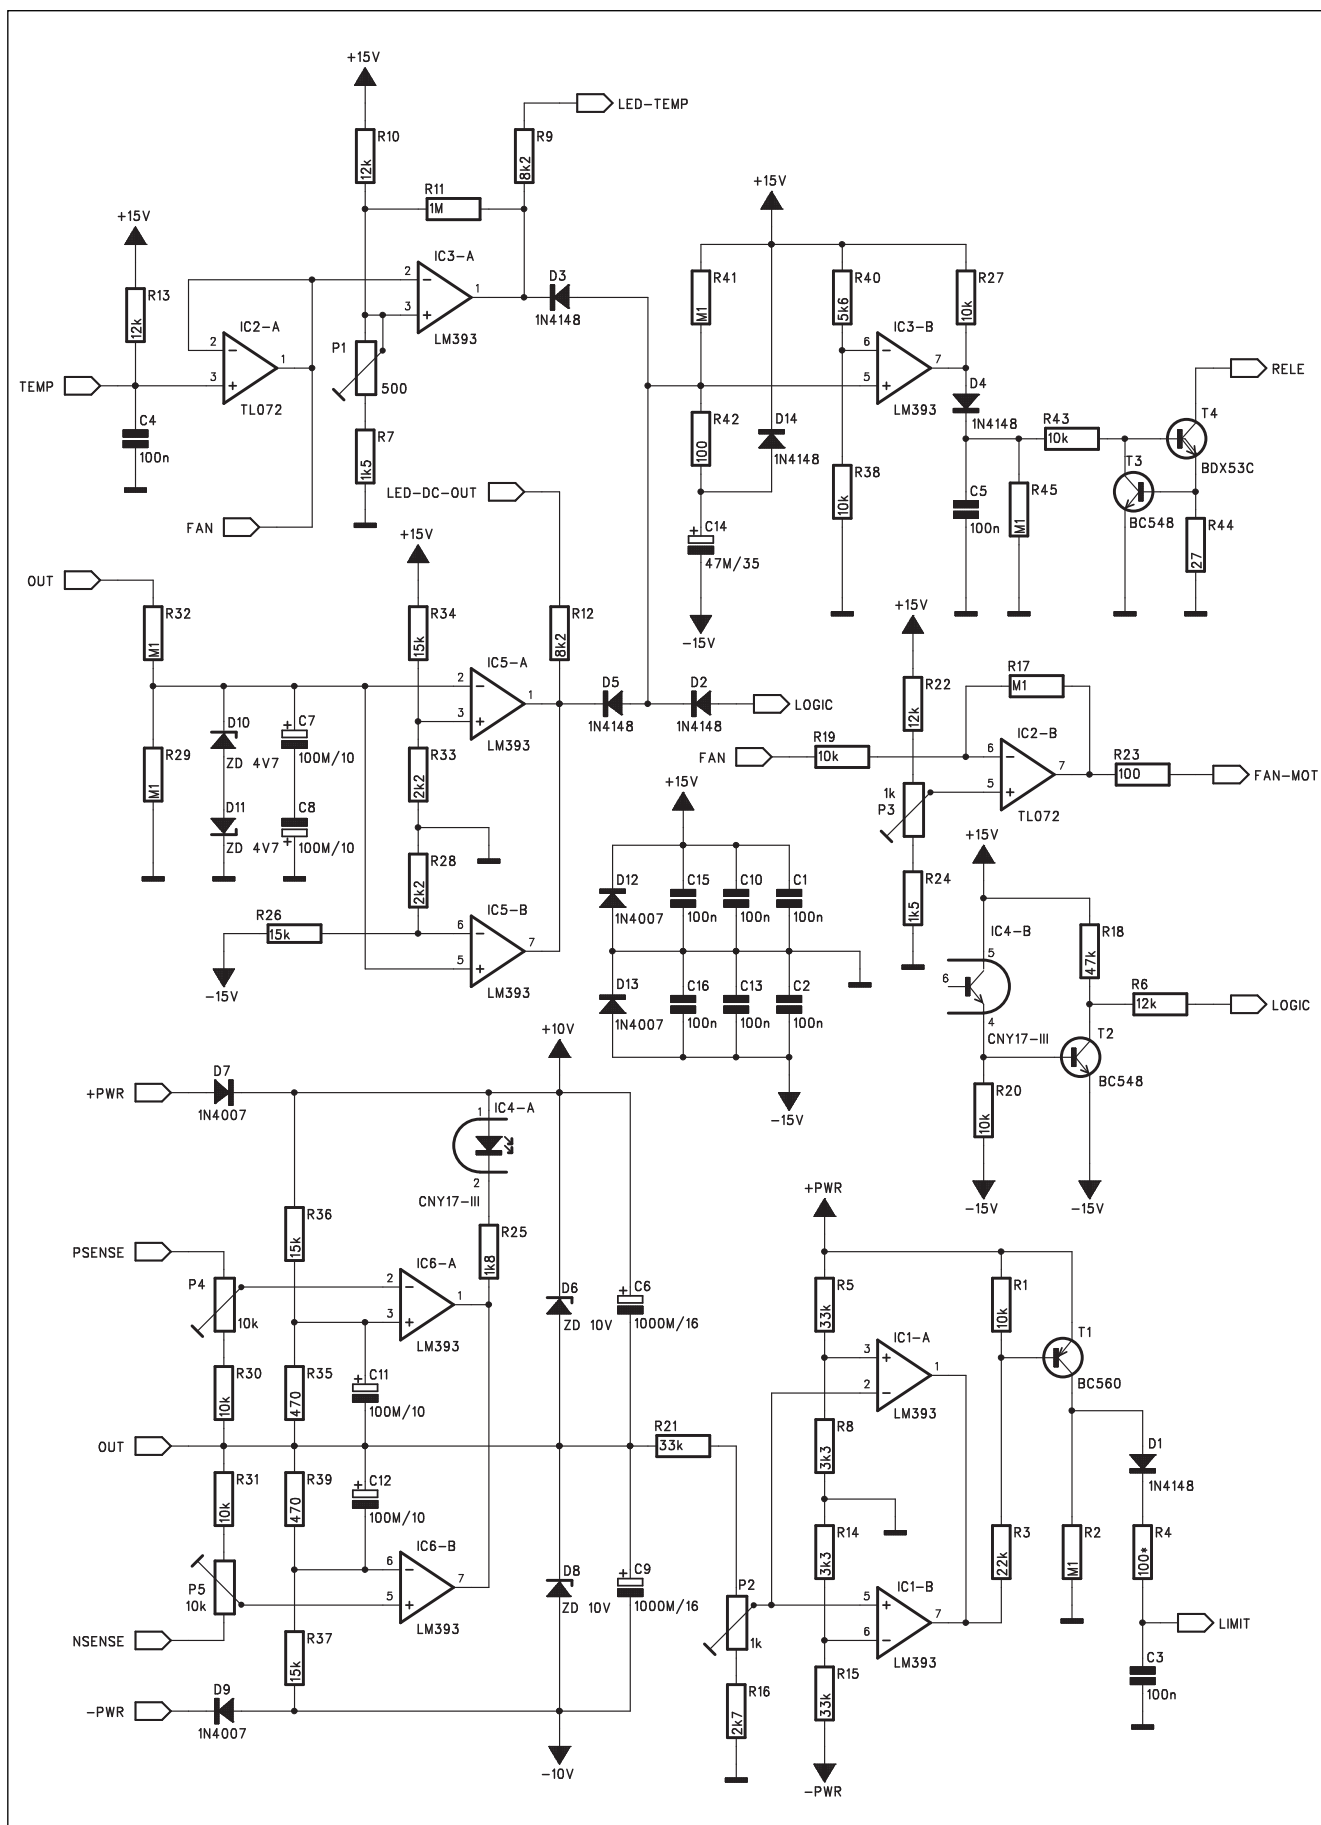 +15V
LED-TEMP
R10
12k
R9
8k2
R11
1M
+15V
+15V
R13
12k
IC3-A
2
3
1
LM393
D3
1N4148
R41
M1
R40
5k6
R27
10k
IC2-A
2
3
1
TL072
P1
500
IC3-B
6
5
7
LM393
TEMP
C4
100n
R7
1k5
R42
100
D14
1N4148
D4
1N4148
R43
10k
RELE
T4
BDX53C
T3
BC548
R38
10k
C5
100n
R45
M1
R44
27
LED-DC-OUT
FAN
+15V
C14
+
47M/35
-15V
OUT
R32
M1
R34
15k
R12
8k2
+15V
IC5-A
2
3
1
LM393
D5
1N4148
D2
1N4148
LOGIC
R22
12k
R17
M1
R29
M1
D10
ZD 4V7
C7
+
100M/10
R33
2k2
FAN
R19
10k
IC2-B
6
5
7
TL072
R23
100
FAN-MOT
D11
ZD 4V7
C8
+
100M/10
+15V
1k
P3
R28
2k2
+15V
R26
15k
IC5-B
6
5
7
LM393
-15V
D12
1N4007
C15
100n
C10
100n
C1
100n
R24
1k5
IC4-B
5
6
4
CNY17-III
R18
47k
D13
1N4007
C16
100n
C13
100n
C2
100n
R6
12k
LOGIC
T2
BC548
+10V
-15V
R20
10k
-15V
-15V
+PWR
D7
1N4007
IC4-A
1
2
CNY17-III
R36
15k
R25
1k8
+PWR
PSENSE
P4
10k
IC6-A
2
3
1
LM393
D6
ZD 10V
C6
+
1000M/16
R5
33k
R1
10k
T1
BC560
IC1-A
3
2
1
LM393
R30
10k
R35
470
C11
+
100M/10
OUT
R21
33k
R8
3k3
D1
1N4148
R31
10k
R39
470
C12
+
100M/10
R14
3k3
R3
22k
R2
M1
R4
100*
IC6-B
6
5
7
LM393
P5
10k
D8
ZD 10V
C9
+
1000M/16
P2
1k
IC1-B
5
6
7
LM393
LIMIT
NSENSE
R37
15k
R16
2k7
R15
33k
C3
100n
-PWR
D9
1N4007
-10V
-PWR